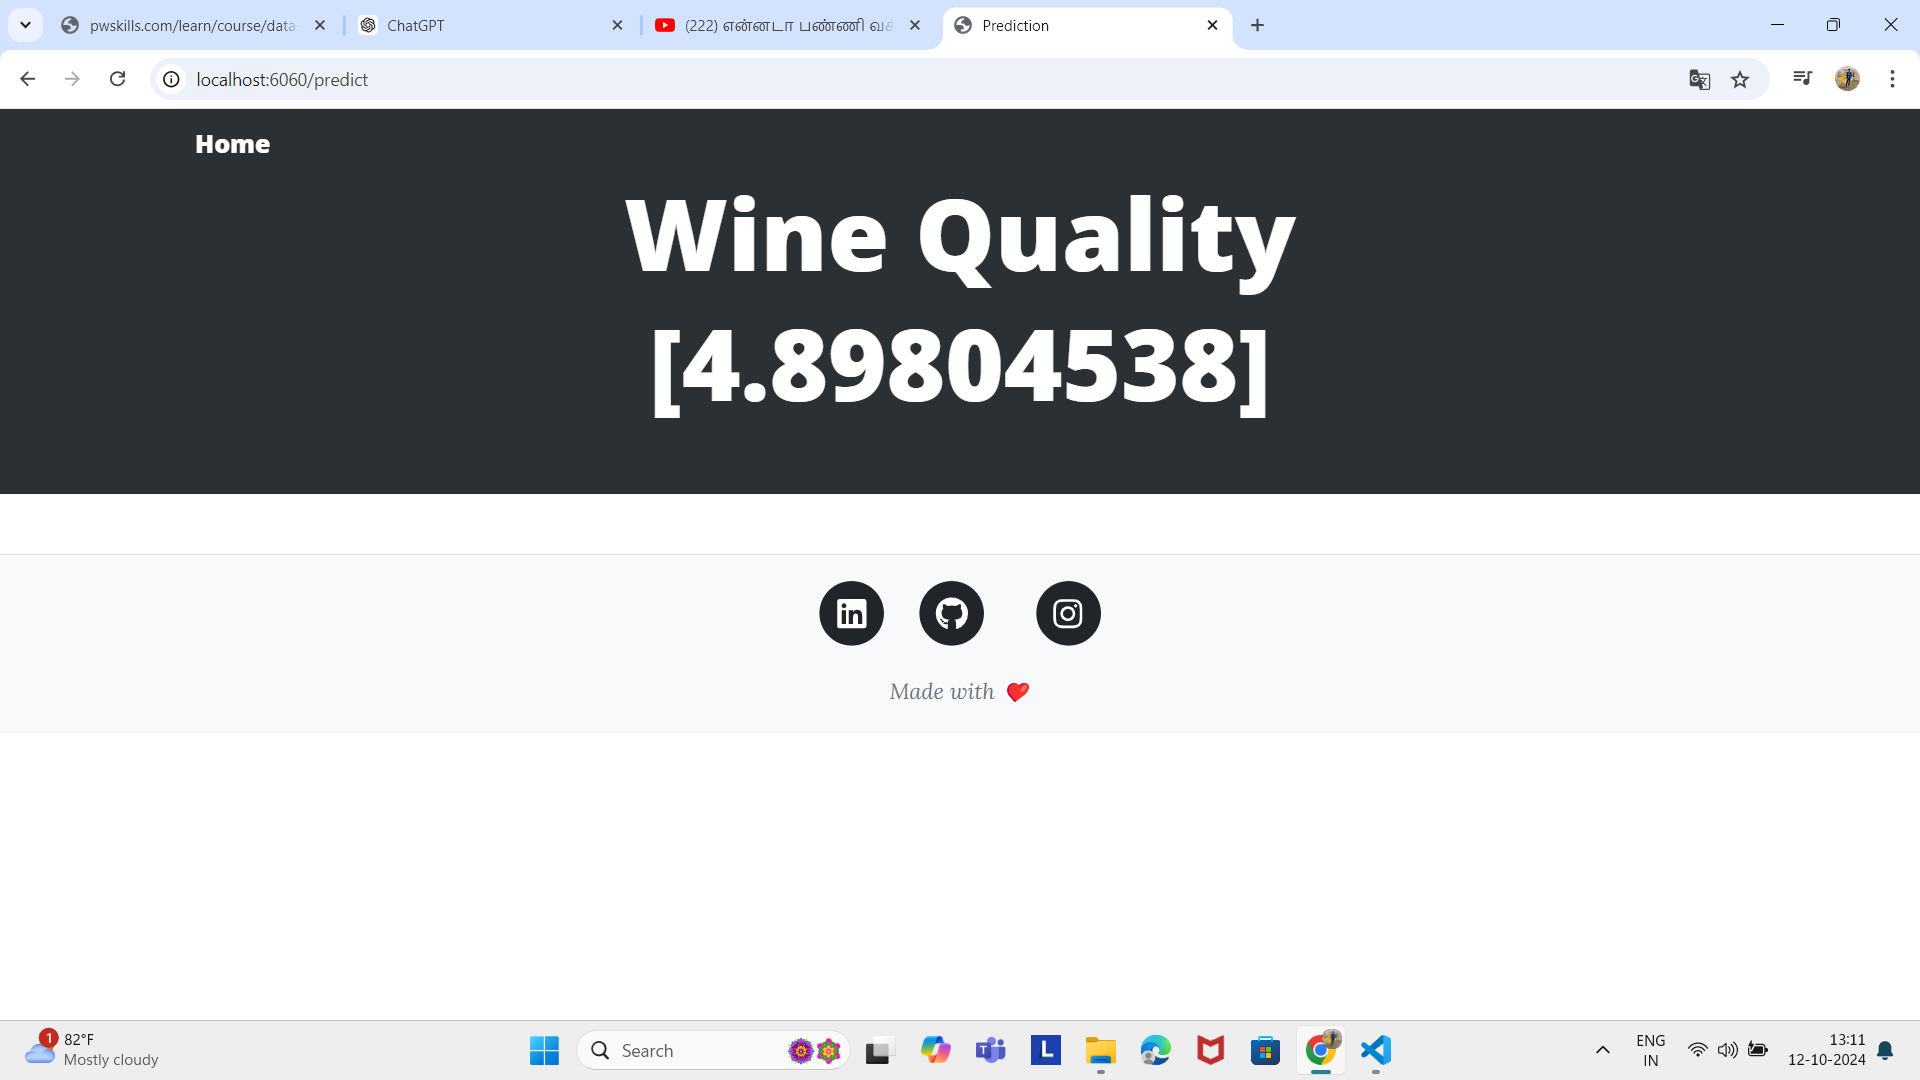 pwskills.com/learn/course/data-
ChatGPT
(222) என்னடா பண்ணி வச்
Prediction
localhost:6060/predict
Home
Wine Quality
[4.89804538]
Made with
1
82°F
Mostly cloudy
Search
L
ENG
IN
13:11
12-10-2024